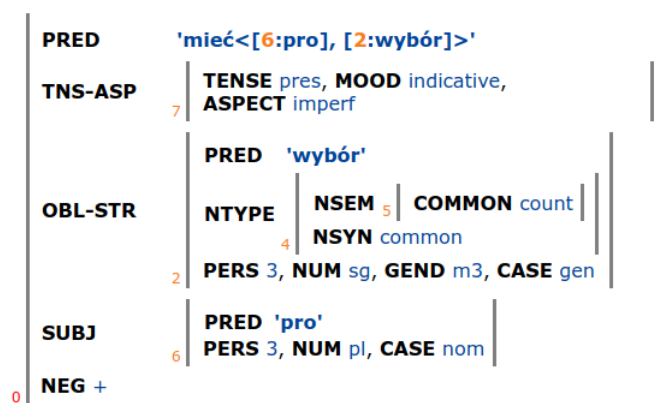 PRED 'mieć<[6:pro], [2:wybór]>'
TNS-ASP TENSE pres, MOOD indicative,
7 ASPECT imperf
PRED 'wybór'
OBL-STR NTYPE NSEM 5 COMMON count
4 NSYN common
2 PERS 3, NUM sg, GEND m3, CASE gen
SUBJ PRED 'pro'
6 PERS 3, NUM pl, CASE nom
0 NEG +